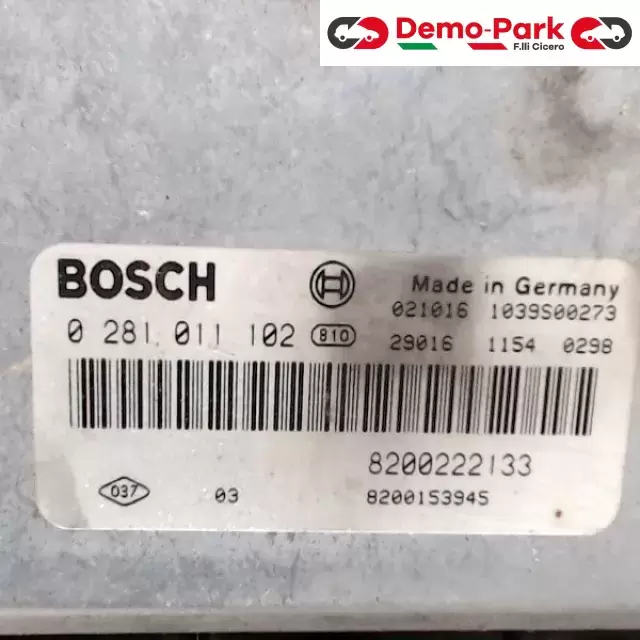 Demo-Park
F.lli Cicero
BOSCH
Made in Germany
021016 1039S00273
0 281 011 102 810
29016 1154 0298
8200222133
037 03 8200153945